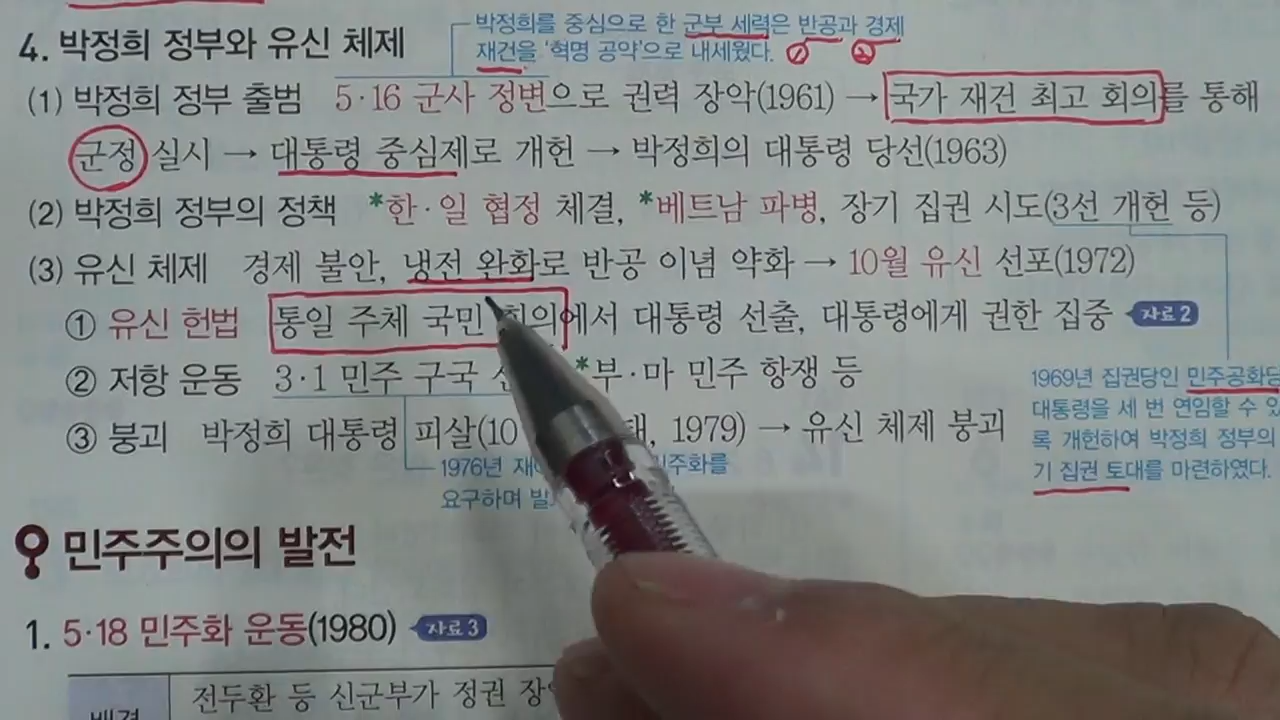 박정희를 중심으로 한 군부 세력은 반공과 경제
재건을 '혁명 공약'으로 내세웠다. ① ②
4. 박정희 정부와 유신 체제
(1) 박정희 정부 출범 5·16 군사 정변으로 권력 장악(1961) → 국가 재건 최고 회의를 통해
군정 실시 → 대통령 중심제로 개헌 → 박정희의 대통령 당선(1963)
(2) 박정희 정부의 정책 *한·일 협정 체결, *베트남 파병, 장기 집권 시도(3선 개헌 등)
(3) 유신 체제 경제 불안, 냉전 완화로 반공 이념 약화 → 10월 유신 선포(1972)
① 유신 헌법 통일 주체 국민 회의에서 대통령 선출, 대통령에게 권한 집중 자료 2
② 저항 운동 3·1 민주 구국 *부·마 민주 항쟁 등
③ 붕괴 박정희 대통령 피살(10 태, 1979) → 유신 체제 붕괴
1969년 집권당인 민주공화당
대통령을 세 번 연임할 수 있
록 개헌하여 박정희 정부의
기 집권 토대를 마련하였다.
1976년 민주화를
요구하며
민주주의의 발전
1. 5·18 민주화 운동(1980) 자료 3
배경 전두환 등 신군부가 정권 장